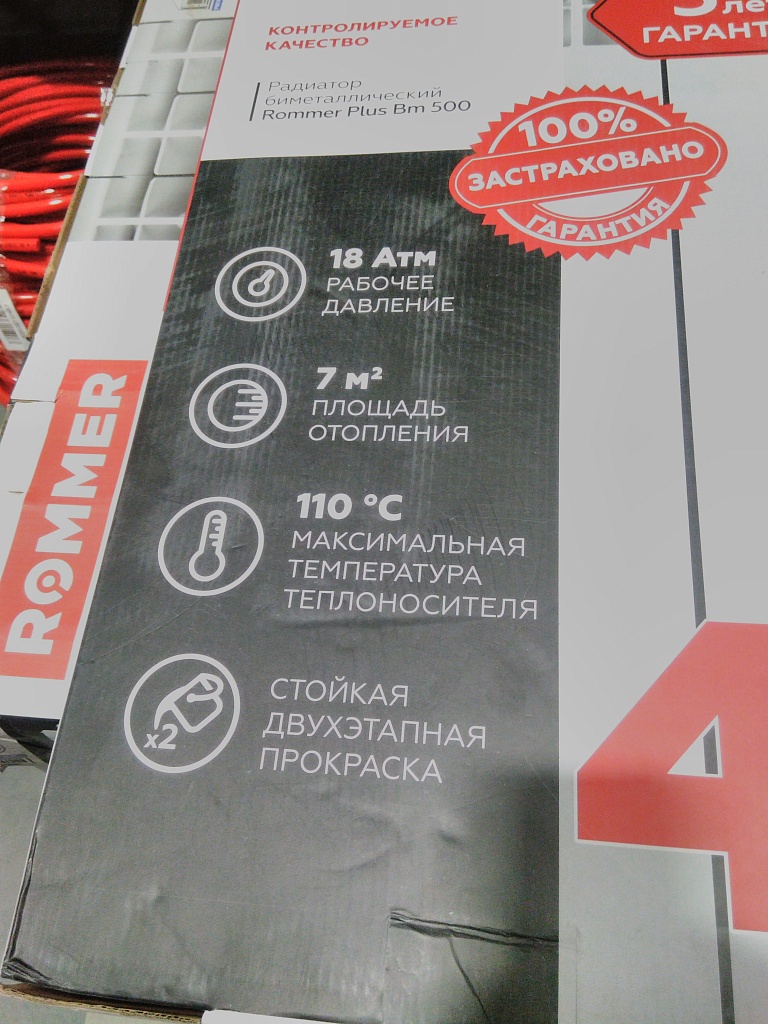 КОНТРОЛИРУЕМОЕ
КАЧЕСТВО
Радиатор
биметаллический
Rommer Plus Bm 500
лет
ГАРАНТ
100%
ЗАСТРАХОВАНО
ГАРАНТИЯ
18 Атм
РАБОЧЕЕ
ДАВЛЕНИЕ
7 м²
ПЛОЩАДЬ
ОТОПЛЕНИЯ
110 °С
МАКСИМАЛЬНАЯ
ТЕМПЕРАТУРА
ТЕПЛОНОСИТЕЛЯ
x2
СТОЙКАЯ
ДВУХЭТАПНАЯ
ПРОКРАСКА
ROMMER
4